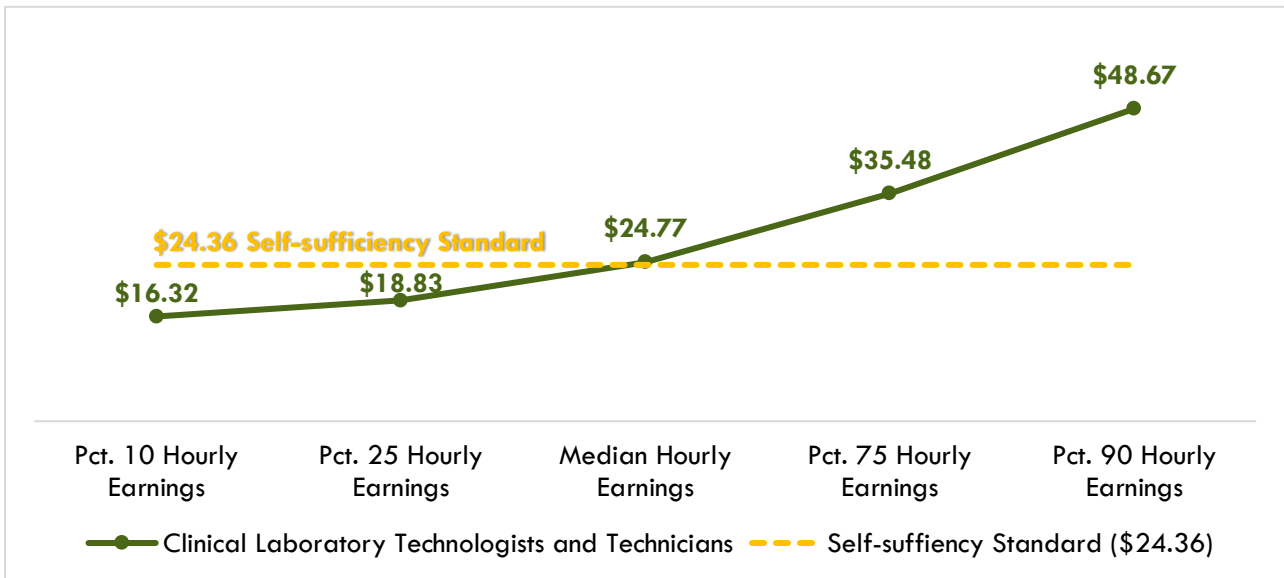 $48.67
$35.48
$24.77
$24.36 Self-sufficiency Standard
$18.83
$16.32
Pct. 10 Hourly Earnings
Pct. 25 Hourly Earnings
Median Hourly Earnings
Pct. 75 Hourly Earnings
Pct. 90 Hourly Earnings
Clinical Laboratory Technologists and Technicians
Self-suffiency Standard ($24.36)